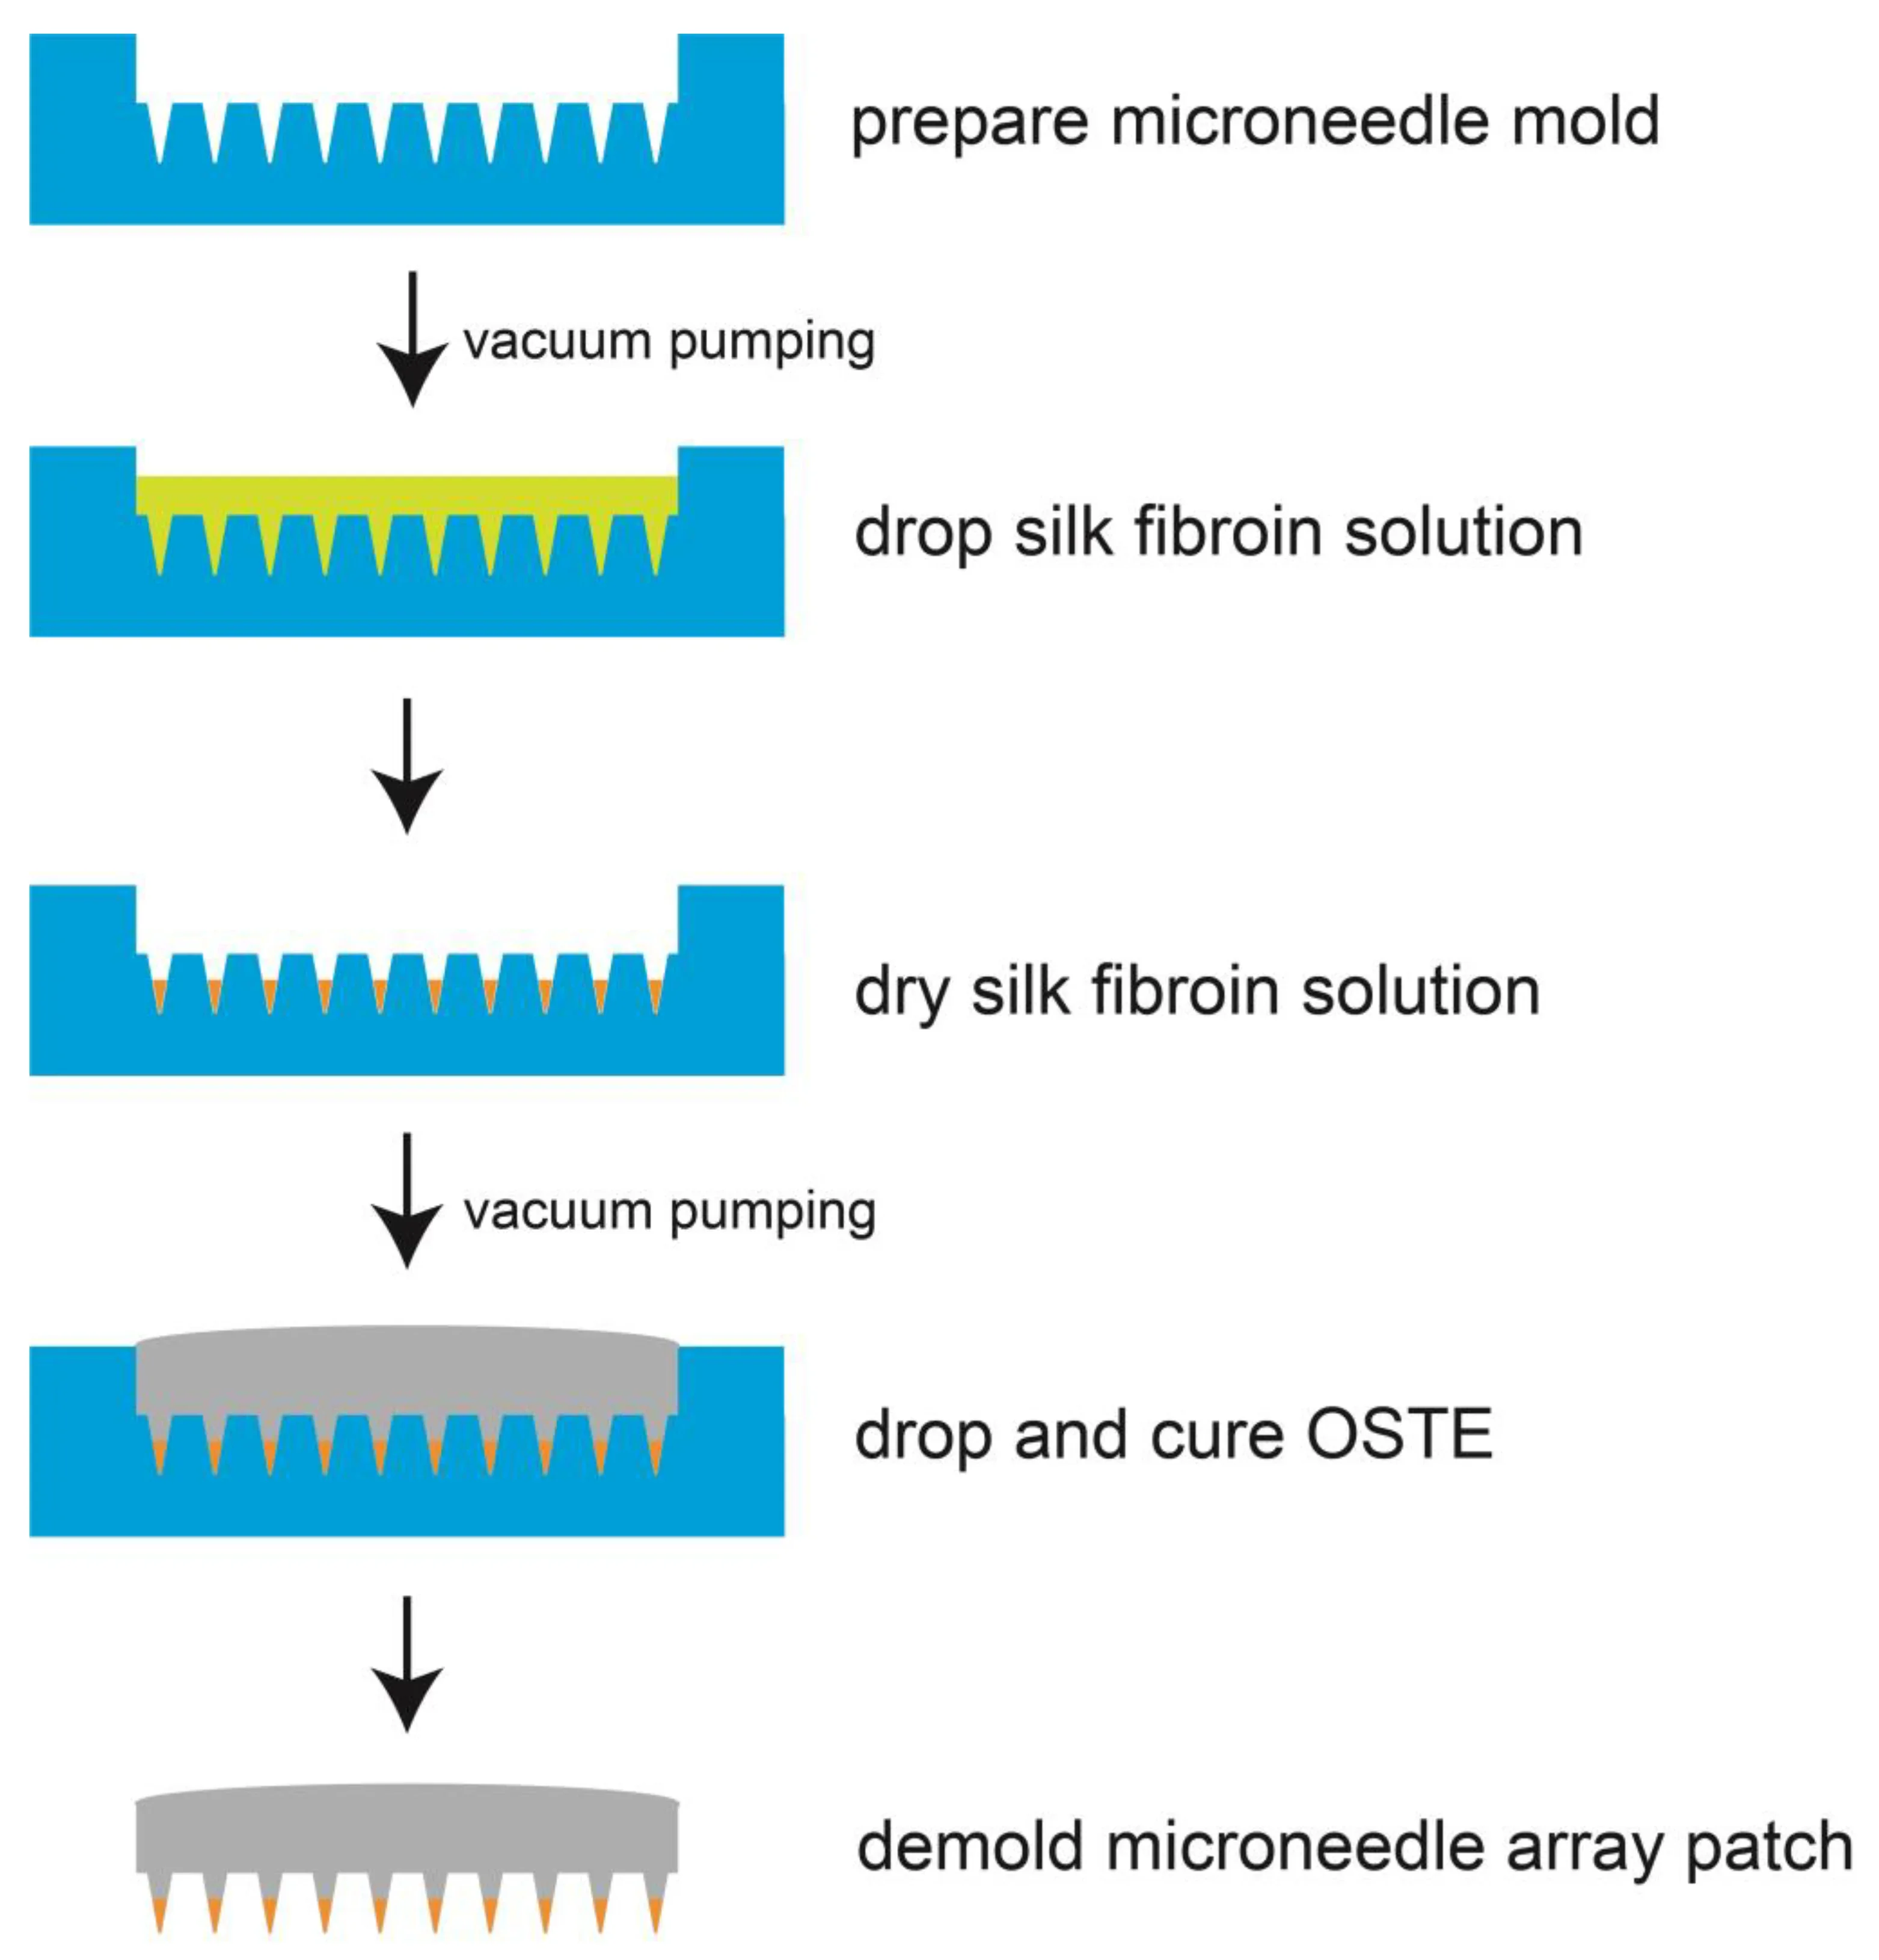 prepare microneedle mold
vacuum pumping
drop silk fibroin solution
dry silk fibroin solution
vacuum pumping
drop and cure OSTE
demold microneedle array patch